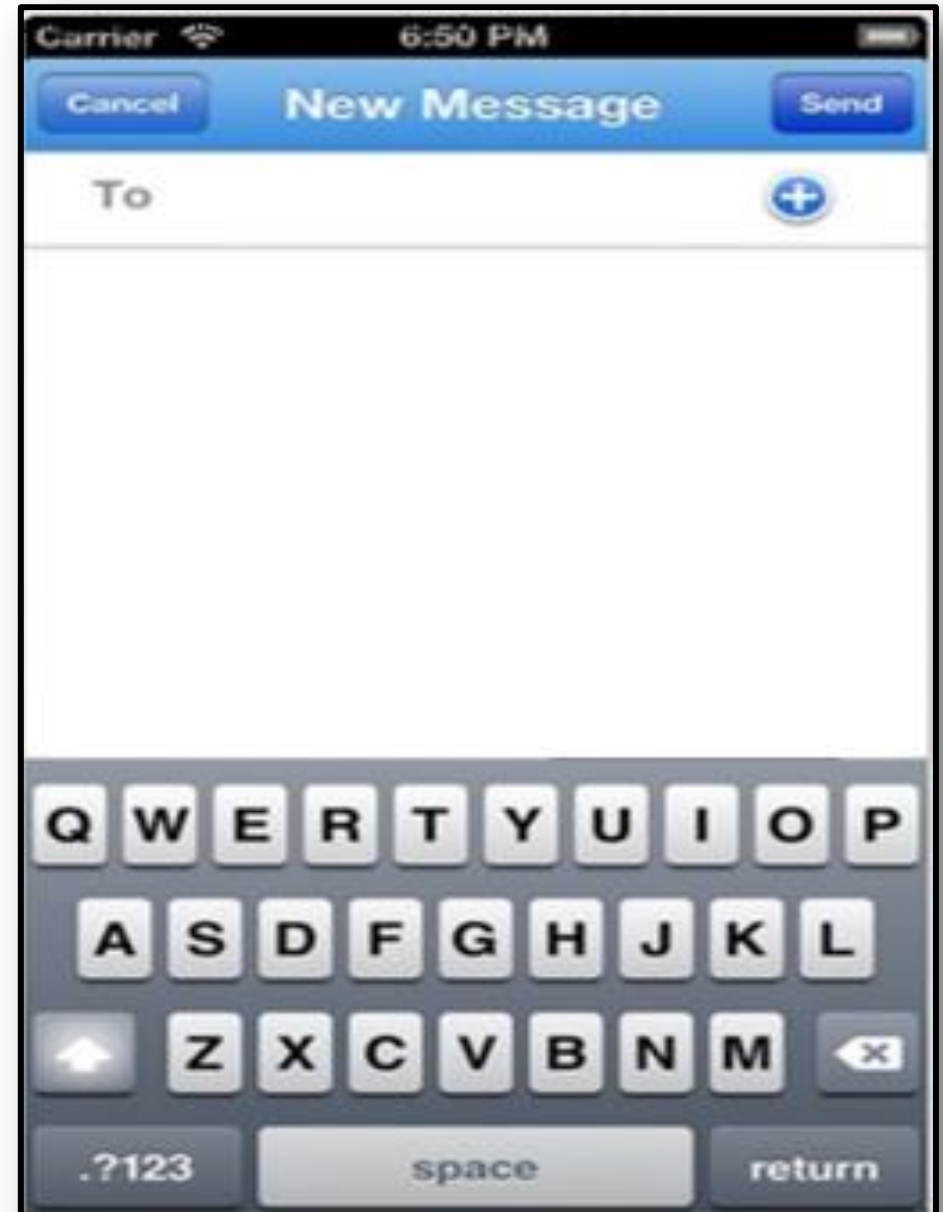 Carrier 6:50 PM
Cancel New Message Send
To
Q W E R T Y U I O P
A S D F G H J K L
Z X C V B N M
.?123 space return